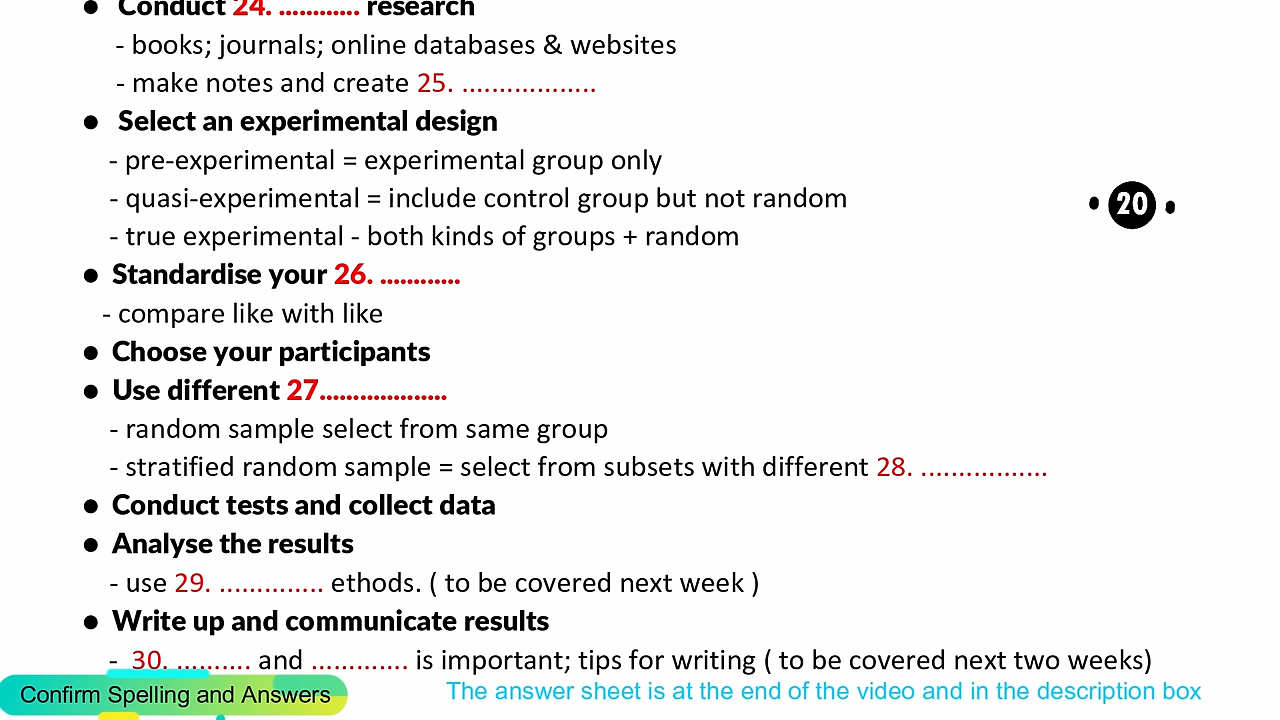 ● Conduct 24. ............ research
- books; journals; online databases & websites
- make notes and create 25. ..................
● Select an experimental design
- pre-experimental = experimental group only
- quasi-experimental = include control group but not random
- true experimental - both kinds of groups + random
20
● Standardise your 26. ............
- compare like with like
● Choose your participants
● Use different 27...................
- random sample select from same group
- stratified random sample = select from subsets with different 28. .................
● Conduct tests and collect data
● Analyse the results
- use 29. .............. ethods. ( to be covered next week )
● Write up and communicate results
- 30. .......... and ............. is important; tips for writing ( to be covered next two weeks)
Confirm Spelling and Answers
The answer sheet is at the end of the video and in the description box